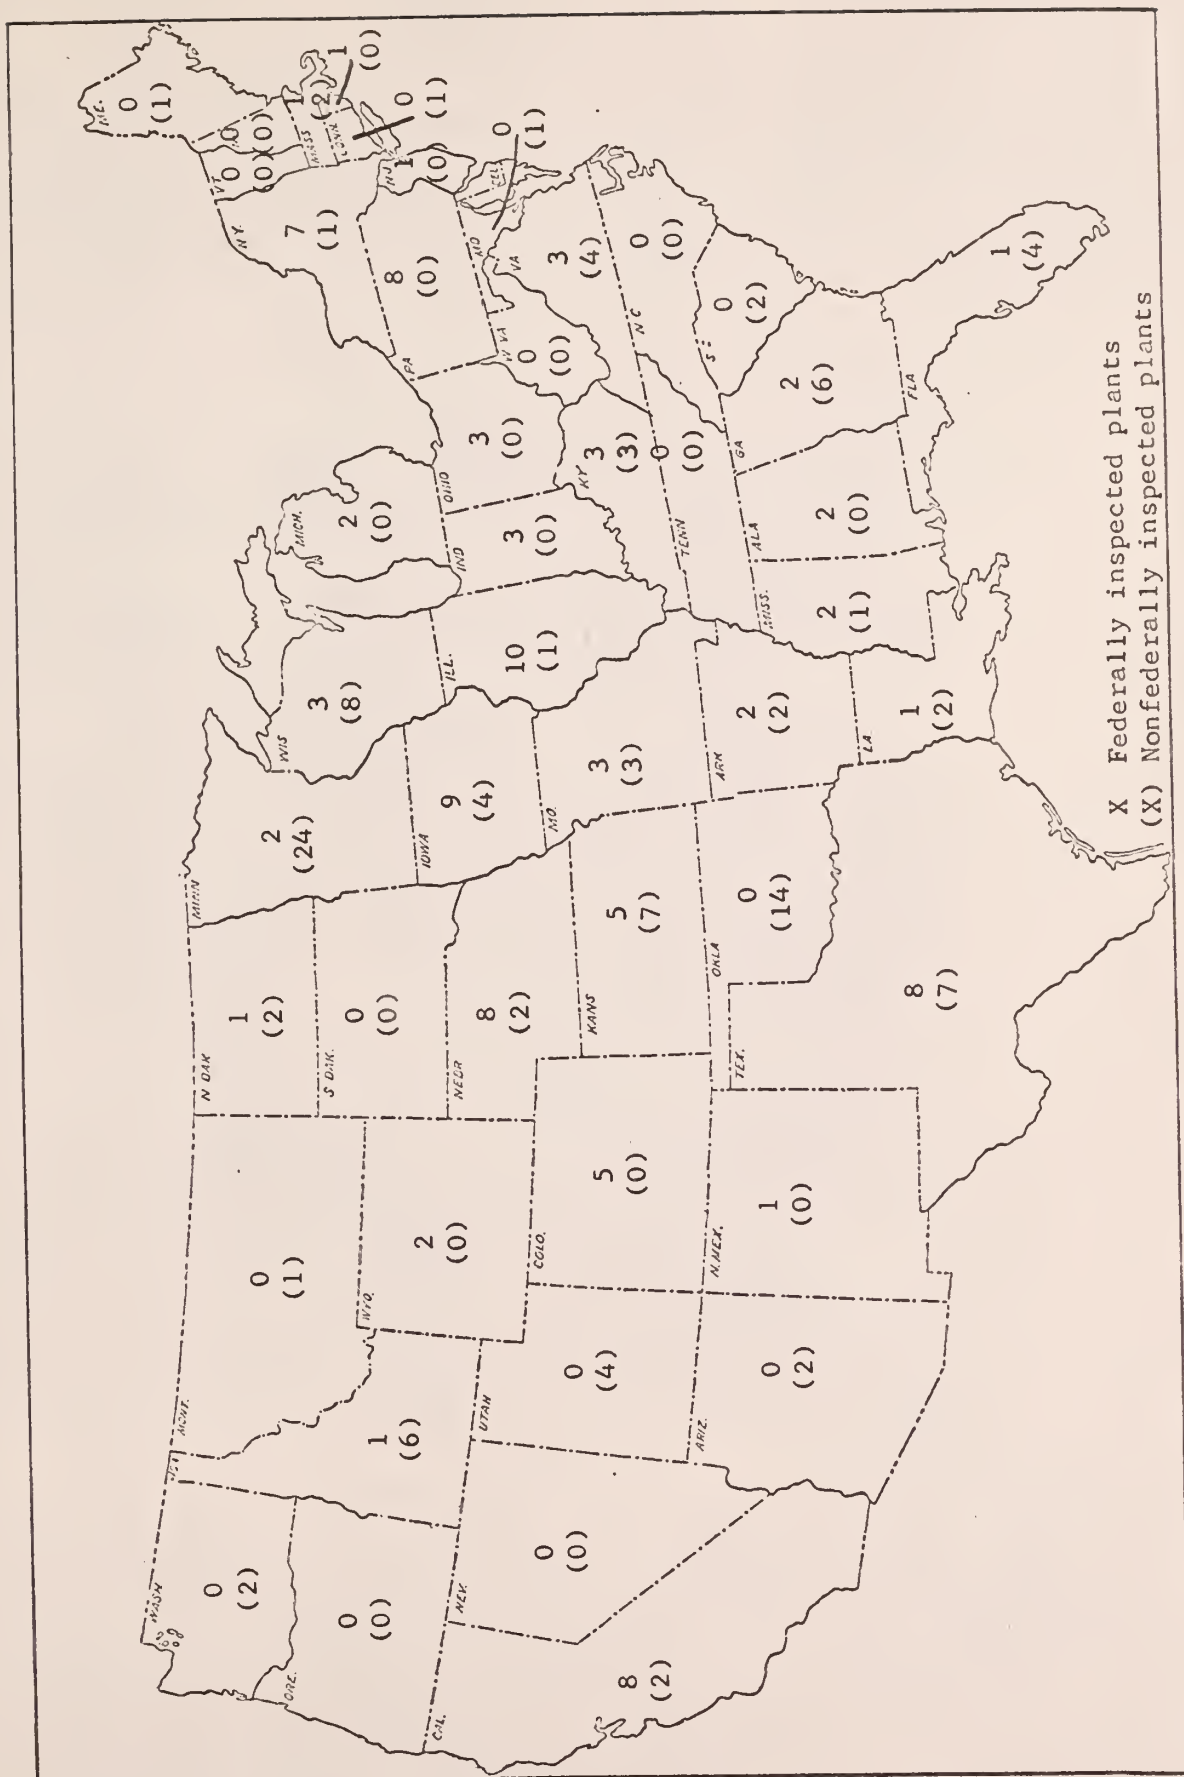 WASH
0
(2)
ORE.
0
(0)
CAL.
8
(2)
NEV.
0
(0)
1
(6)
MONT.
0
(1)
WYO.
2
(0)
UTAH
0
(4)
COLO.
5
(0)
ARIZ.
0
(2)
N.MEX.
1
(0)
N DAK
1
(2)
S DAK.
0
(0)
NEBR
8
(2)
KANS
5
(7)
OKLA
0
(14)
TEX.
8
(7)
MINN
2
(24)
IOWA
9
(4)
MO.
3
(3)
ARK
2
(2)
LA.
1
(2)
WIS
3
(8)
ILL.
10
(1)
MICH.
2
(0)
IND
3
(0)
OHIO
3
(0)
KY
3
(3)
TENN
0
(0)
MISS.
2
(1)
ALA
2
(0)
GA
2
(6)
FLA
1
(4)
S
0
(2)
N C
0
(0)
VA
3
(4)
W VA
0
(0)
MD
0
(1)
DEL.
PA
8
(0)
NJ
1
(0)
N.Y.
7
(1)
VT
0
(0)
0
(0)
ME.
0
(1)
MASS
1
(2)
CONN
0
(1)
1
(0)
X Federally inspected plants
(X) Nonfederally inspected plants